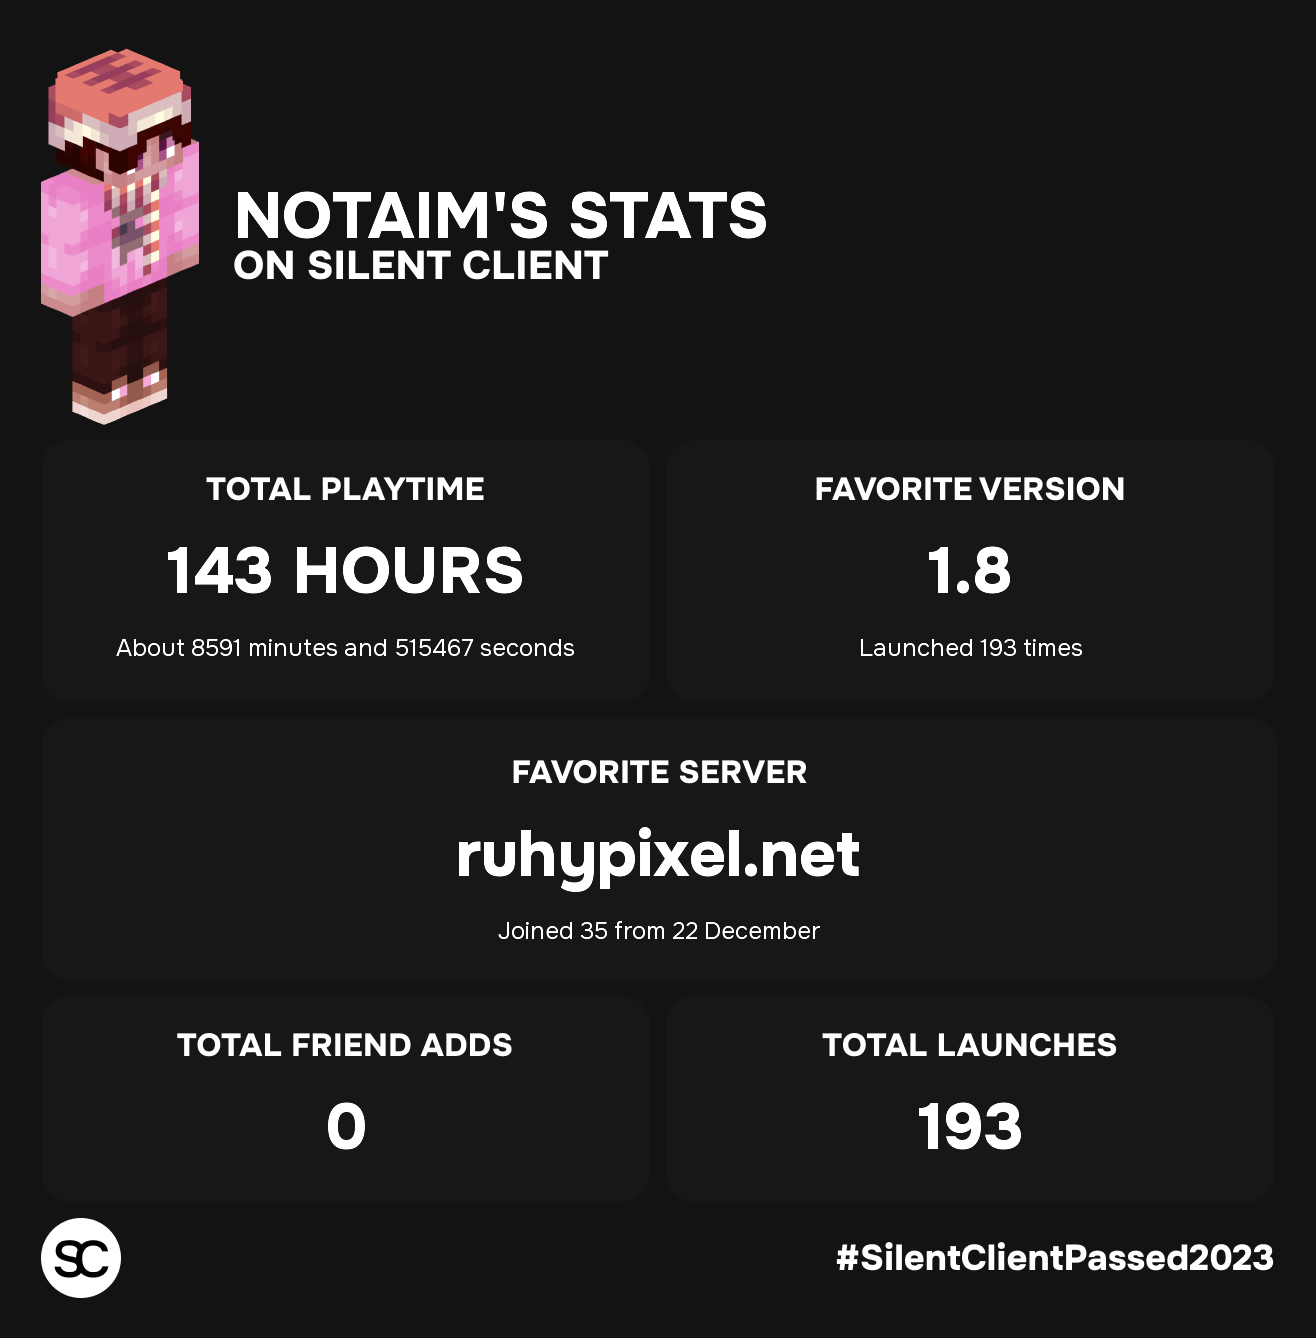 NOTAIM'S STATS
ON SILENT CLIENT
TOTAL PLAYTIME
143 HOURS
About 8591 minutes and 515467 seconds
FAVORITE VERSION
1.8
Launched 193 times
FAVORITE SERVER
ruhypixel.net
Joined 35 from 22 December
TOTAL FRIEND ADDS
0
TOTAL LAUNCHES
193
SC
#SilentClientPassed2023